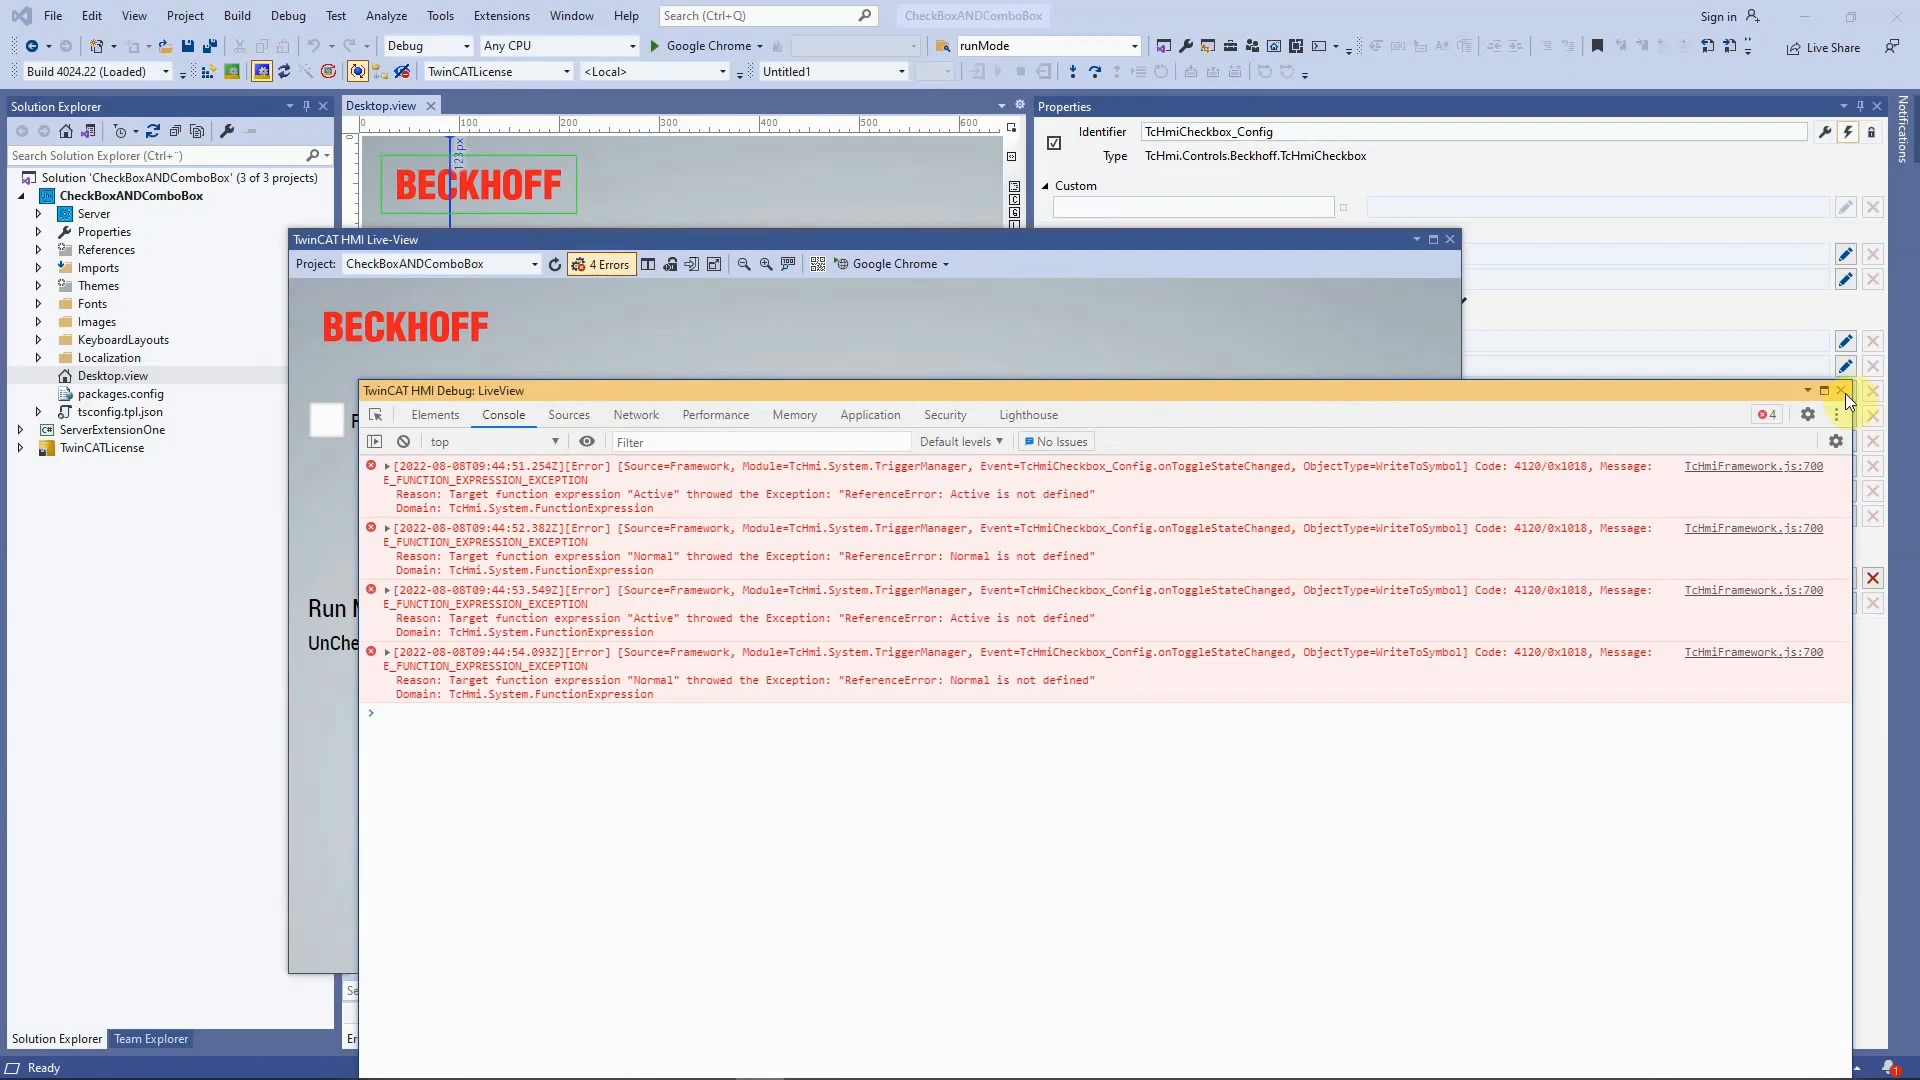 File Edit View Project Build Debug Test Analyze Tools Extensions Window Help Search (Ctrl+Q) CheckBoxANDComboBox Sign in
Debug Any CPU Google Chrome runMode Live Share
Build 4024.22 (Loaded) TwinCATLicense <Local> Untitled1
Solution Explorer
Search Solution Explorer (Ctrl+¨)
Solution 'CheckBoxANDComboBox' (3 of 3 projects)
CheckBoxANDComboBox
Server
Properties
References
Imports
Themes
Fonts
Images
KeyboardLayouts
Localization
Desktop.view
packages.config
tsconfig.tpl.json
ServerExtensionOne
TwinCATLicense
Solution Explorer Team Explorer
Ready
Desktop.view
0 100 200 300 400 500 600
0
123px
BECKHOFF
Properties
Identifier TcHmiCheckbox_Config
Type TcHmi.Controls.Beckhoff.TcHmiCheckbox
Custom
Notifications
TwinCAT HMI Live-View
Project: CheckBoxANDComboBox 4 Errors Google Chrome
BECKHOFF
Run
UnChe
TwinCAT HMI Debug: LiveView
Elements Console Sources Network Performance Memory Application Security Lighthouse 4
top Filter Default levels No Issues
[2022-08-08T09:44:51.254Z][Error] [Source=Framework, Module=TcHmi.System.TriggerManager, Event=TcHmiCheckbox_Config.onToggleStateChanged, ObjectType=WriteToSymbol] Code: 4120/0x1018, Message: TcHmiFramework.js:700
E_FUNCTION_EXPRESSION_EXCEPTION
Reason: Target function expression "Active" throwed the Exception: "ReferenceError: Active is not defined"
Domain: TcHmi.System.FunctionExpression
[2022-08-08T09:44:52.382Z][Error] [Source=Framework, Module=TcHmi.System.TriggerManager, Event=TcHmiCheckbox_Config.onToggleStateChanged, ObjectType=WriteToSymbol] Code: 4120/0x1018, Message: TcHmiFramework.js:700
E_FUNCTION_EXPRESSION_EXCEPTION
Reason: Target function expression "Normal" throwed the Exception: "ReferenceError: Normal is not defined"
Domain: TcHmi.System.FunctionExpression
[2022-08-08T09:44:53.549Z][Error] [Source=Framework, Module=TcHmi.System.TriggerManager, Event=TcHmiCheckbox_Config.onToggleStateChanged, ObjectType=WriteToSymbol] Code: 4120/0x1018, Message: TcHmiFramework.js:700
E_FUNCTION_EXPRESSION_EXCEPTION
Reason: Target function expression "Active" throwed the Exception: "ReferenceError: Active is not defined"
Domain: TcHmi.System.FunctionExpression
[2022-08-08T09:44:54.093Z][Error] [Source=Framework, Module=TcHmi.System.TriggerManager, Event=TcHmiCheckbox_Config.onToggleStateChanged, ObjectType=WriteToSymbol] Code: 4120/0x1018, Message: TcHmiFramework.js:700
E_FUNCTION_EXPRESSION_EXCEPTION
Reason: Target function expression "Normal" throwed the Exception: "ReferenceError: Normal is not defined"
Domain: TcHmi.System.FunctionExpression